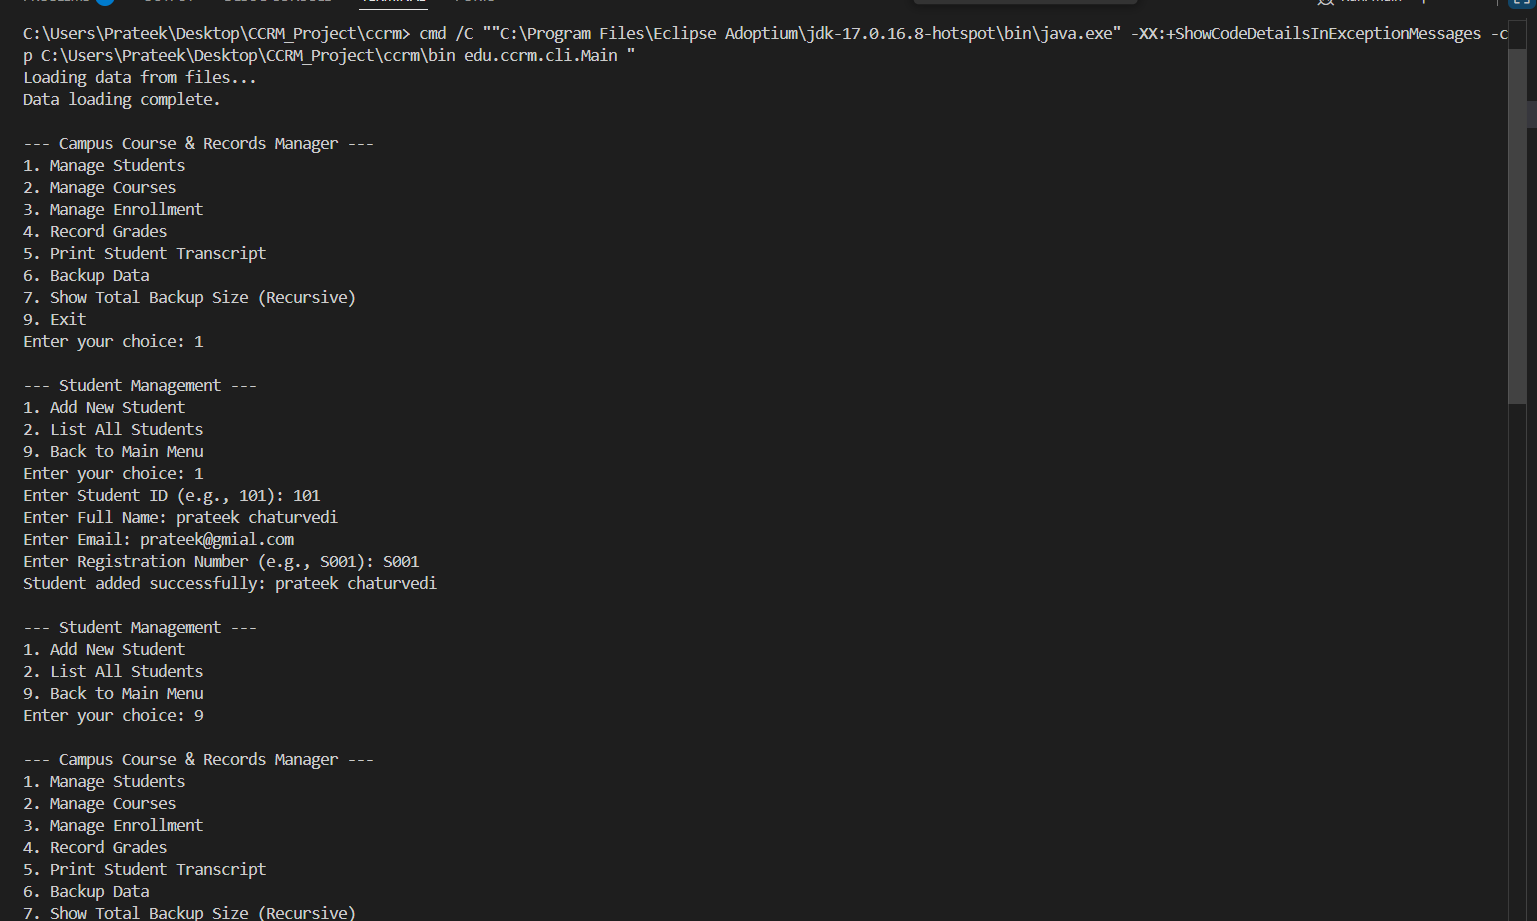 C:\Users\Prateek\Desktop\CCRM_Project\ccrm> cmd /C ""C:\Program Files\Eclipse Adoptium\jdk-17.0.16.8-hotspot\bin\java.exe" -XX:+ShowCodeDetailsInExceptionMessages -c
p C:\Users\Prateek\Desktop\CCRM_Project\ccrm\bin edu.ccrm.cli.Main "
Loading data from files...
Data loading complete.
--- Campus Course & Records Manager ---
1. Manage Students
2. Manage Courses
3. Manage Enrollment
4. Record Grades
5. Print Student Transcript
6. Backup Data
7. Show Total Backup Size (Recursive)
9. Exit
Enter your choice: 1
--- Student Management ---
1. Add New Student
2. List All Students
9. Back to Main Menu
Enter your choice: 1
Enter Student ID (e.g., 101): 101
Enter Full Name: prateek chaturvedi
Enter Email: prateek@gmial.com
Enter Registration Number (e.g., S001): S001
Student added successfully: prateek chaturvedi
--- Student Management ---
1. Add New Student
2. List All Students
9. Back to Main Menu
Enter your choice: 9
--- Campus Course & Records Manager ---
1. Manage Students
2. Manage Courses
3. Manage Enrollment
4. Record Grades
5. Print Student Transcript
6. Backup Data
7. Show Total Backup Size (Recursive)